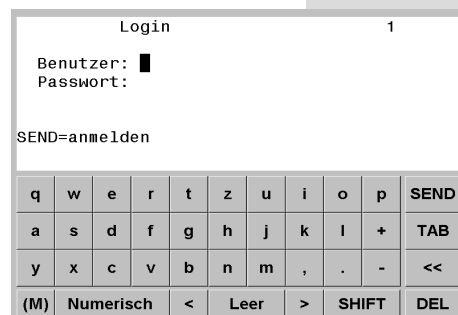 Login 1
Benutzer:
Passwort:
SEND=anmelden
q w e r t z u i o p SEND
a s d f g h j k l + TAB
y x c v b n m , . - <<
(M) Numerisch < Leer > SHIFT DEL